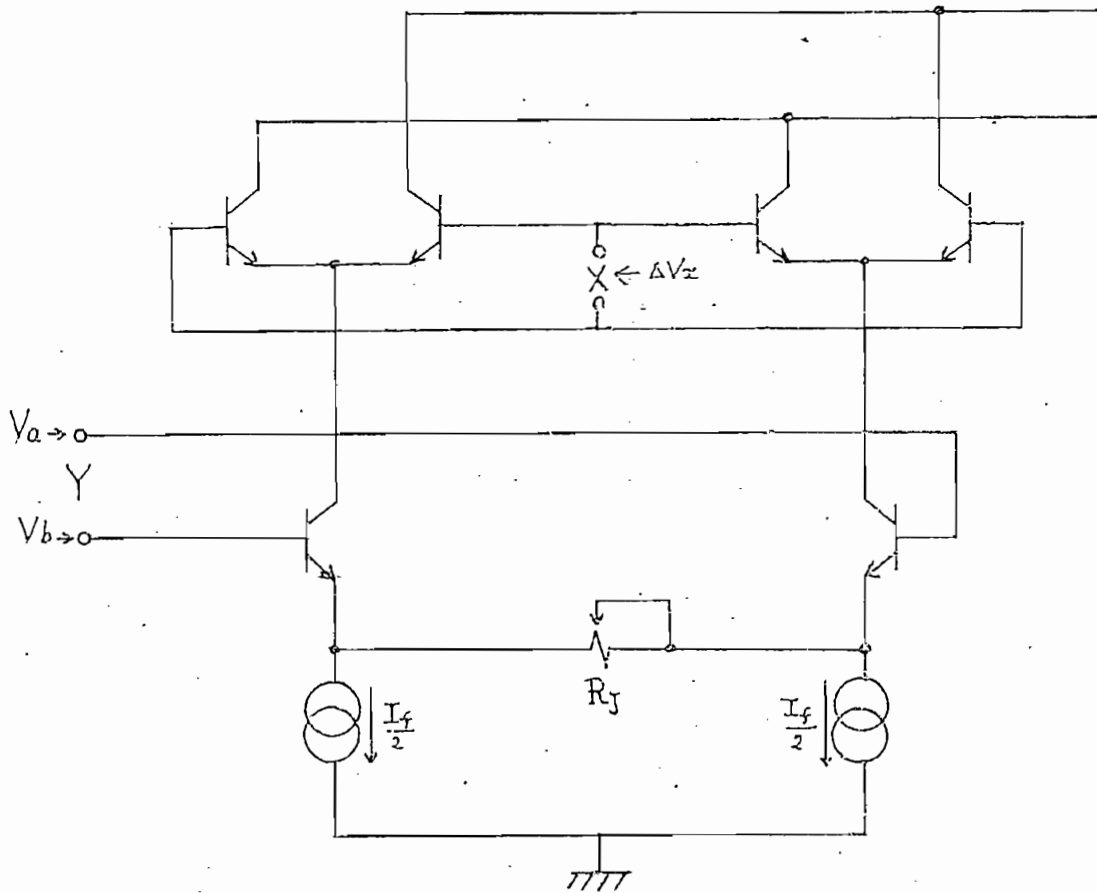 X ← ΔVx
Va →
Y
Vb →
RJ
If/2
If/2